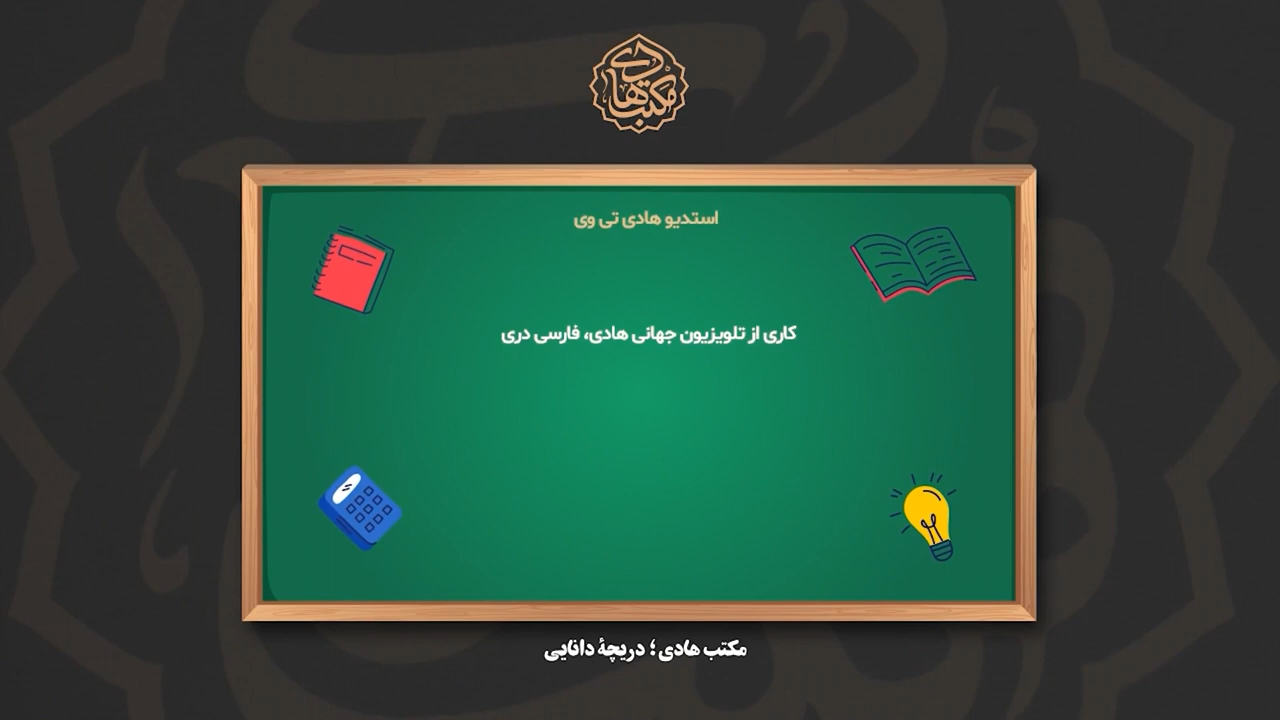 مکتب هادی
استدیو هادی تی وی
کاری از تلویزیون جهانی هادی، فارسی دری
مکتب هادی؛ دریچهٔ دانایی